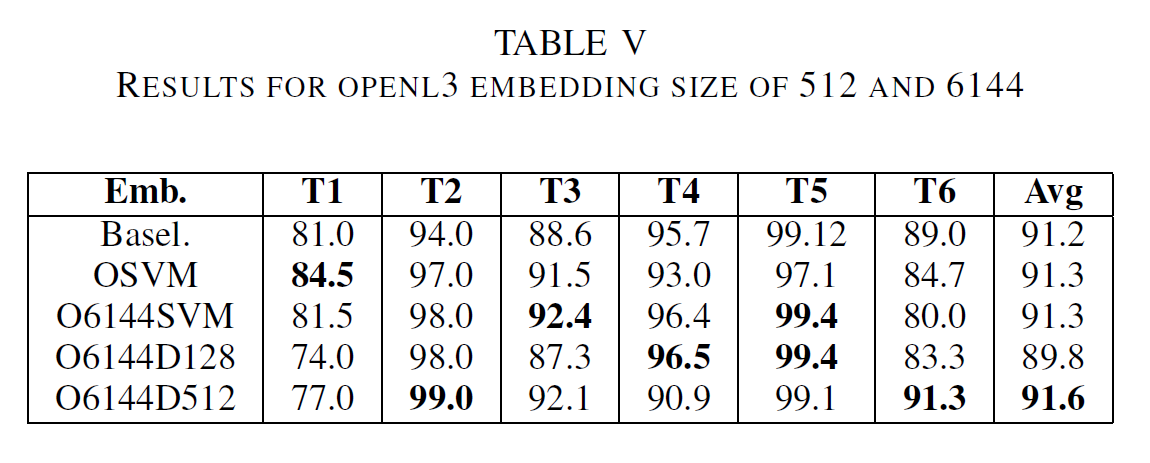 TABLE V
RESULTS FOR OPENL3 EMBEDDING SIZE OF 512 AND 6144
Emb. T1 T2 T3 T4 T5 T6 Avg
Basel. 81.0 94.0 88.6 95.7 99.12 89.0 91.2
OSVM 84.5 97.0 91.5 93.0 97.1 84.7 91.3
O6144SVM 81.5 98.0 92.4 96.4 99.4 80.0 91.3
O6144D128 74.0 98.0 87.3 96.5 99.4 83.3 89.8
O6144D512 77.0 99.0 92.1 90.9 99.1 91.3 91.6